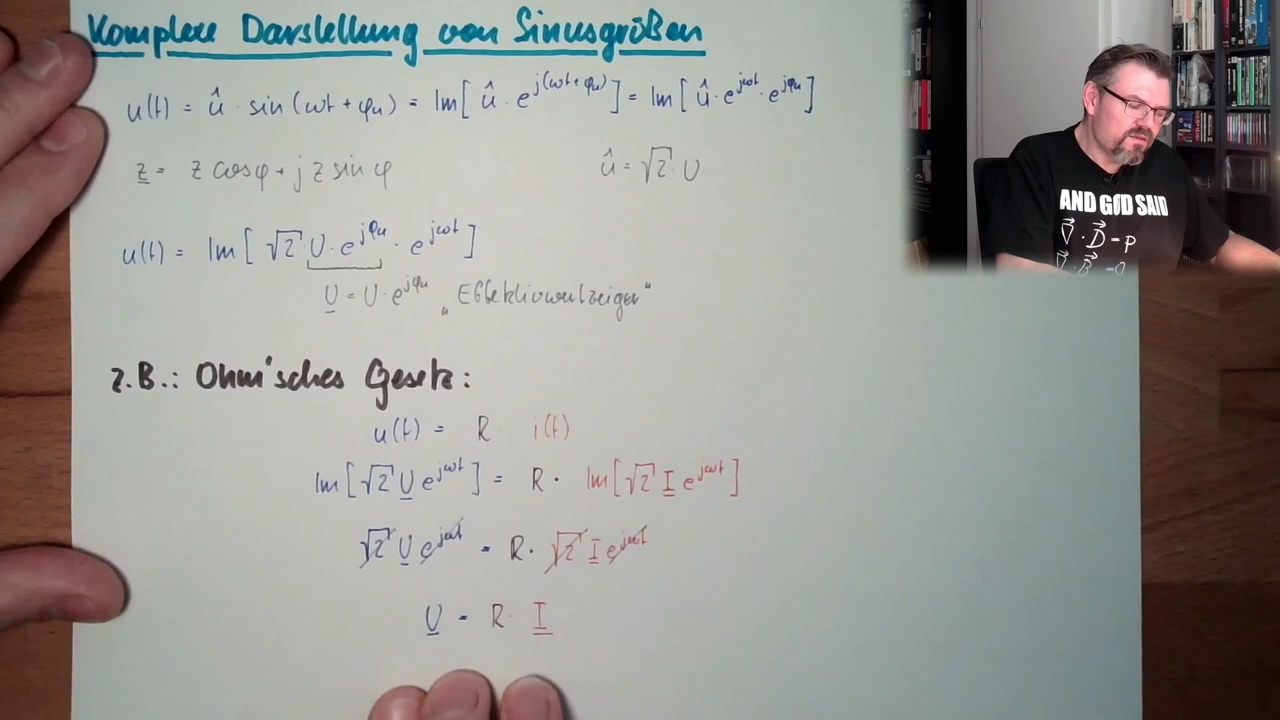 Komplexe Darstellung von Sinusgrößen
u(t) = û · sin(ωt + φu) = Im[ û · e^j(ωt+φu) ] = Im[ û · e^jωt · e^jφu ]
z = z cos φ + j z sin φ
û = √2 · U
u(t) = Im[ √2 U · e^jφu · e^jωt ]
U = U · e^jφu „Effektivwertzeiger"
z.B.: Ohm'sches Gesetz:
u(t) = R · i(t)
Im[ √2 U e^jωt ] = R · Im[ √2 I e^jωt ]
√2 U e^jωt = R · √2 I e^jωt
U = R · I
AND GOD SAID
∇ · D = ρ
∇ · B = 0